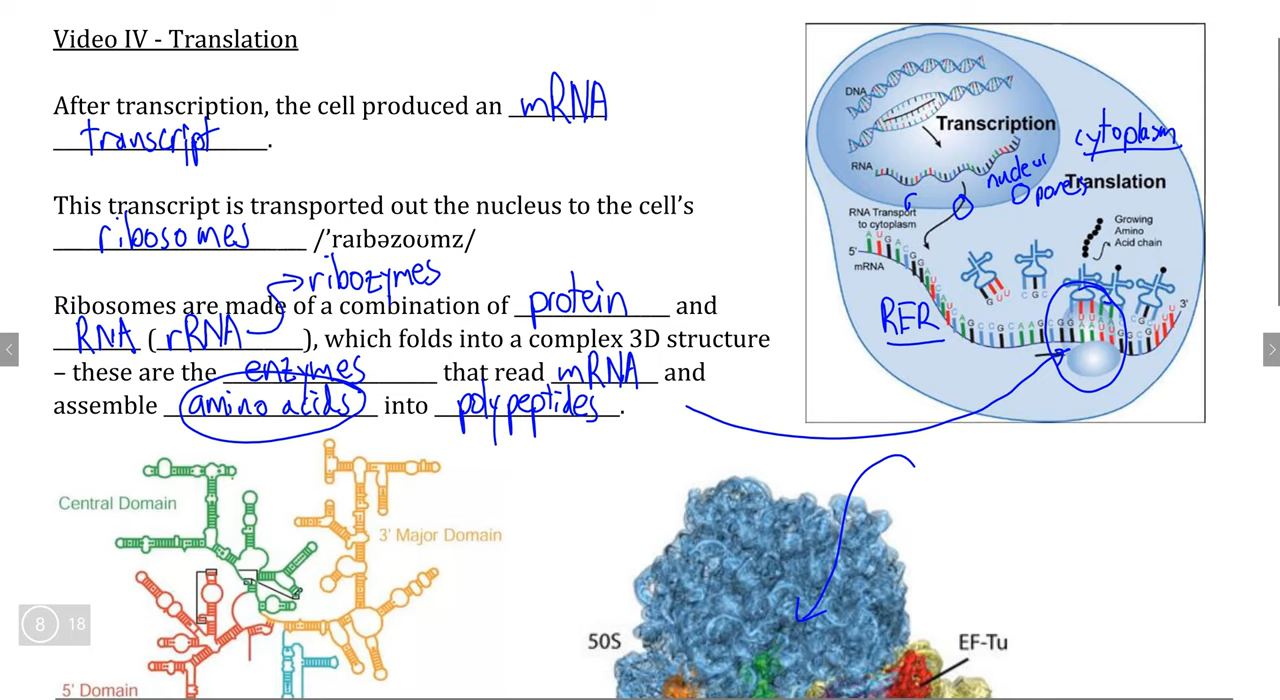 Video IV - Translation
After transcription, the cell produced an mRNA
transcript.
This transcript is transported out the nucleus to the cell's
ribosomes /ˈraɪbəzoʊmz/
ribozymes
Ribosomes are made of a combination of protein and
RNA (rRNA), which folds into a complex 3D structure
– these are the enzymes that read mRNA and
assemble amino acids into polypeptides.
DNA
Transcription
RNA
cytoplasm
nuclear
pores
Translation
RNA Transport
to cytoplasm
Growing
Amino
Acid chain
5'
mRNA
RER
3'
Central Domain
3' Major Domain
5' Domain
50S
EF-Tu
8 18